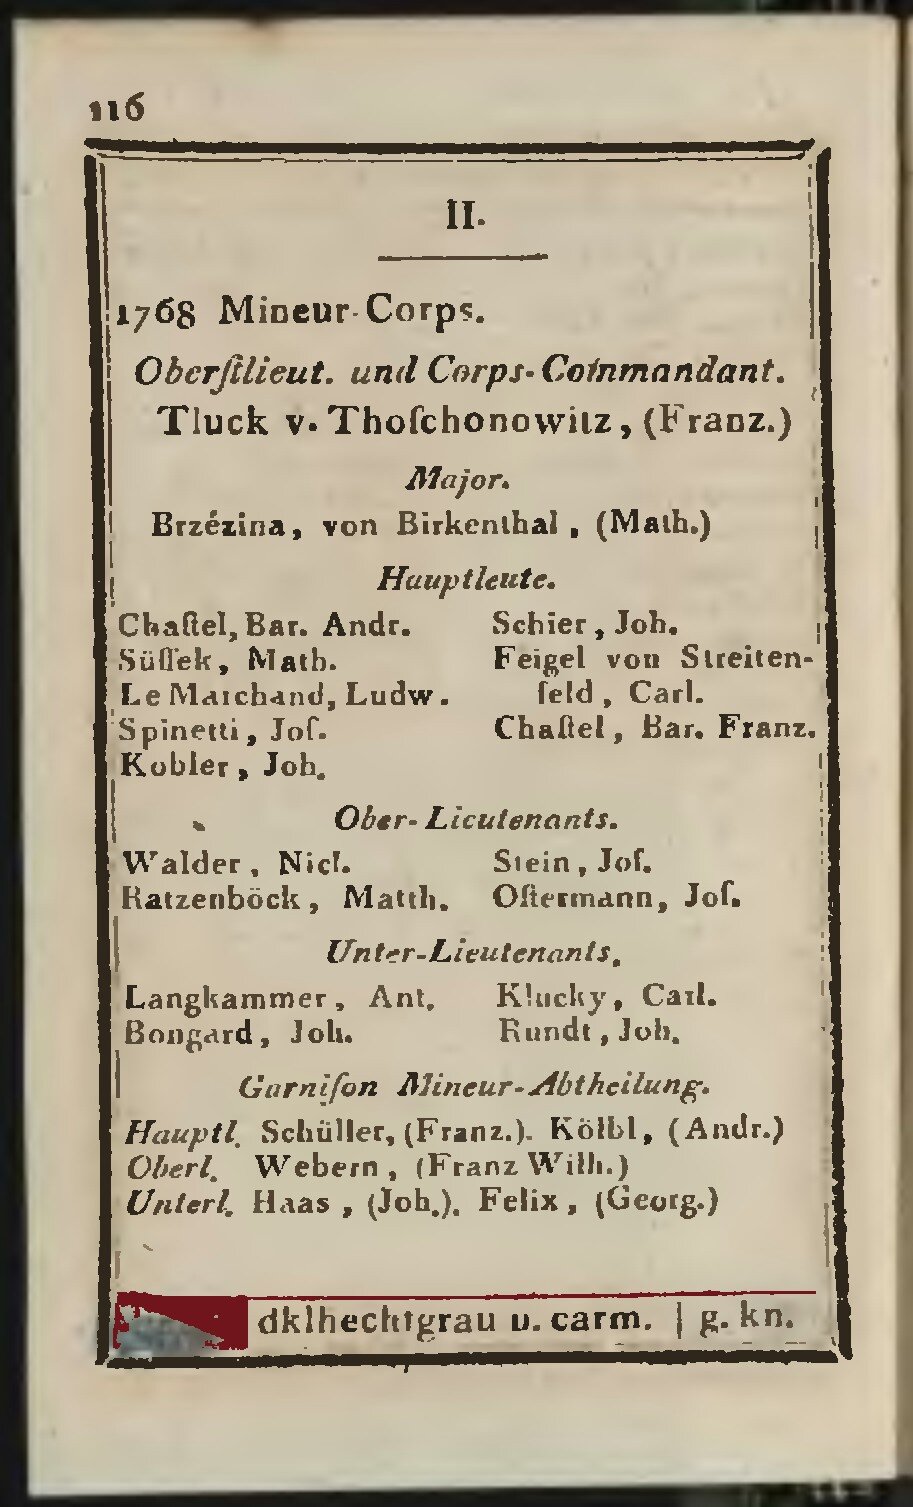 116
II.
1768 Mineur-Corps.
Oberſtlieut. und Corps-Commandant.
Tluck v. Thoſchonowitz, (Franz.)
Major.
Brzézina, von Birkenthal, (Math.)
Hauptleute.
Chaſtel, Bar. Andr.
Süſſek, Math.
Le Marchand, Ludw.
Spinetti, Joſ.
Kobler, Joh.
Schier, Joh.
Feigel von Streiten-
feld, Carl.
Chaſtel, Bar. Franz.
Ober-Lieutenants.
Walder, Nicl.
Ratzenböck, Matth.
Stein, Joſ.
Oſtermann, Joſ.
Unter-Lieutenants.
Langkammer, Ant.
Bongard, Joh.
Klucky, Carl.
Rundt, Joh.
Garniſon Mineur-Abtheilung.
Hauptl. Schüller, (Franz.). Kölbl, (Andr.)
Oberl. Webern, (Franz Wilh.)
Unterl. Haas, (Joh.). Felix, (Georg.)
dklhechtgrau u. carm. | g. kn.